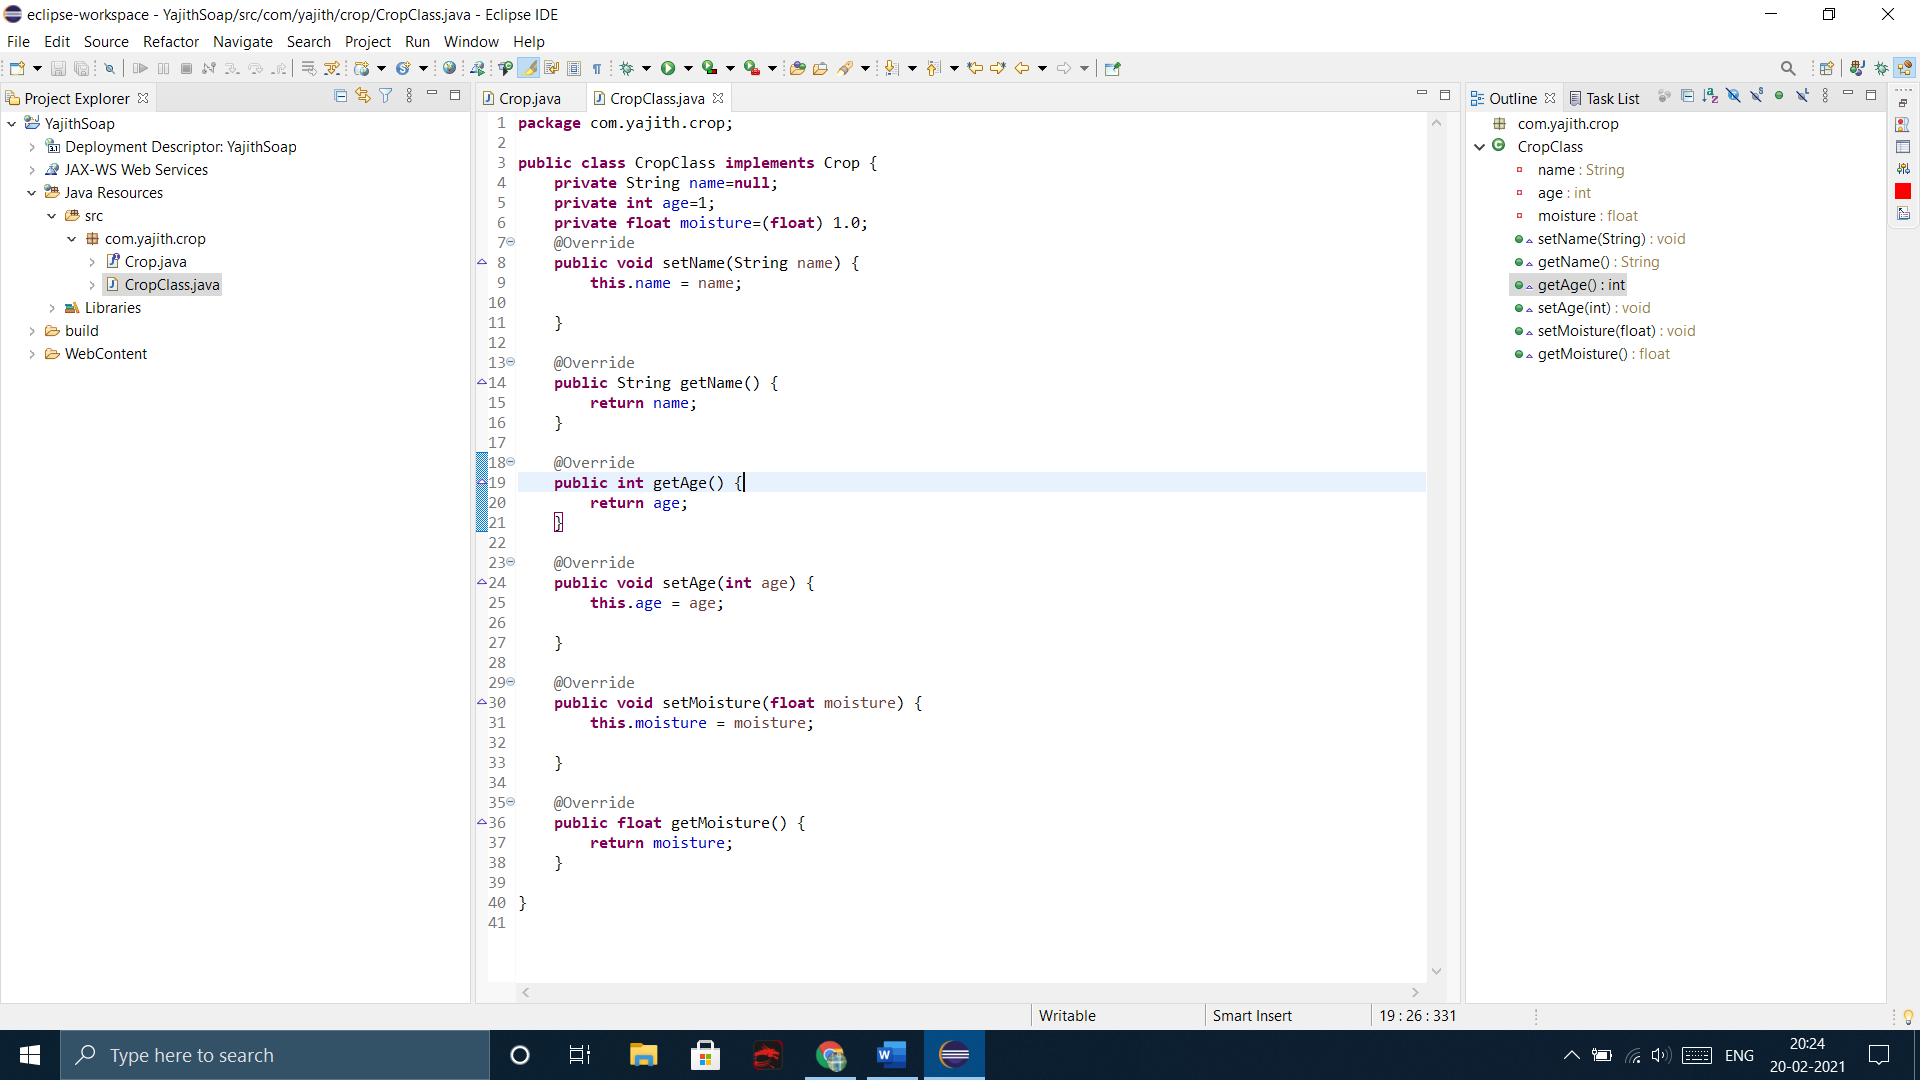 eclipse-workspace - YajithSoap/src/com/yajith/crop/CropClass.java - Eclipse IDE
File Edit Source Refactor Navigate Search Project Run Window Help
Project Explorer
YajithSoap
Deployment Descriptor: YajithSoap
JAX-WS Web Services
Java Resources
src
com.yajith.crop
Crop.java
CropClass.java
Libraries
build
WebContent
Crop.java CropClass.java
1 package com.yajith.crop;
2
3 public class CropClass implements Crop {
4 private String name=null;
5 private int age=1;
6 private float moisture=(float) 1.0;
7 @Override
8 public void setName(String name) {
9 this.name = name;
10
11 }
12
13 @Override
14 public String getName() {
15 return name;
16 }
17
18 @Override
19 public int getAge() {
20 return age;
21 }
22
23 @Override
24 public void setAge(int age) {
25 this.age = age;
26
27 }
28
29 @Override
30 public void setMoisture(float moisture) {
31 this.moisture = moisture;
32
33 }
34
35 @Override
36 public float getMoisture() {
37 return moisture;
38 }
39
40 }
41
Outline Task List
com.yajith.crop
CropClass
name : String
age : int
moisture : float
setName(String) : void
getName() : String
getAge() : int
setAge(int) : void
setMoisture(float) : void
getMoisture() : float
Writable Smart Insert 19 : 26 : 331
Type here to search
ENG
20:24
20-02-2021